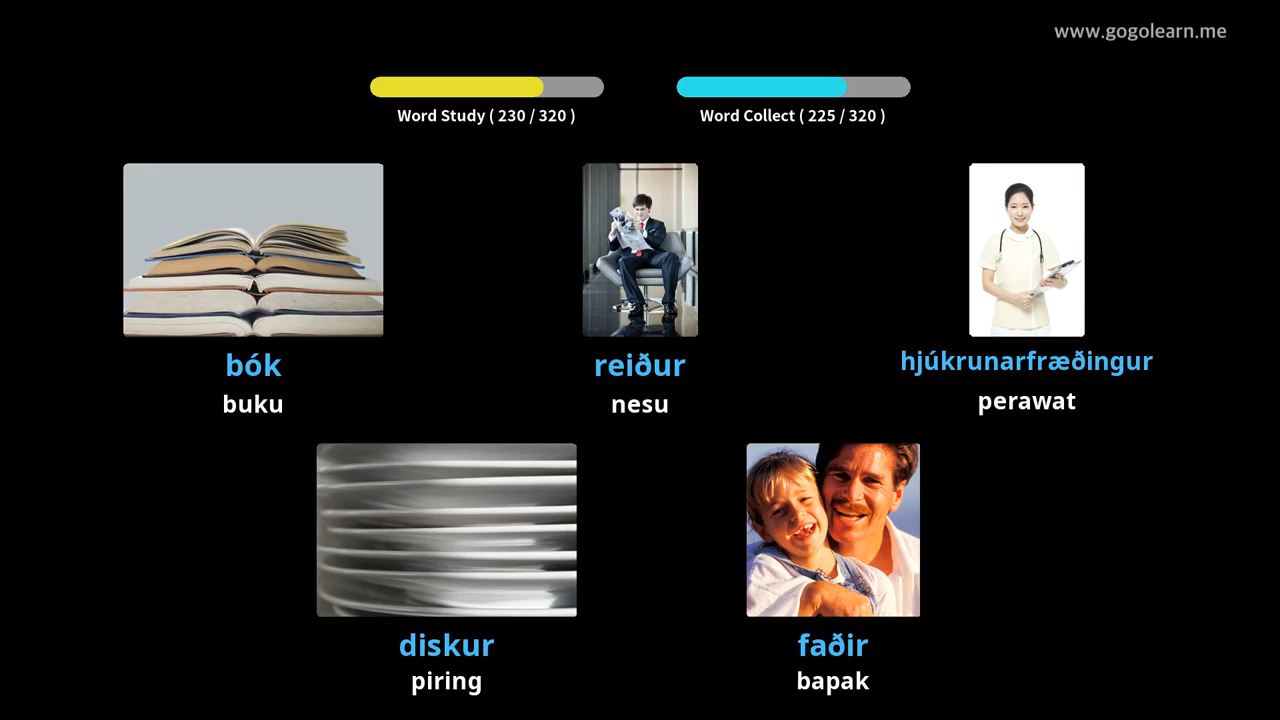 www.gogolearn.me
Word Study ( 230 / 320 )
Word Collect ( 225 / 320 )
bók
buku
reiður
nesu
hjúkrunarfræðingur
perawat
diskur
piring
faðir
bapak